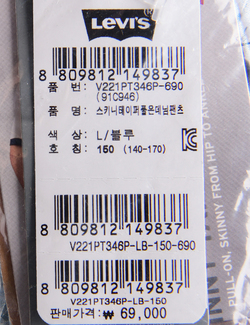 LEVI'S
8 809812 149837
품 번: V221PT346P-690
(91C946)
품 명: 스키니테이퍼풀온데님팬츠
색 상: L/블루
호 칭: 150 (140-170)
8 809812 149837
V221PT346P-LB-150-690
8 809812 149837
V221PT346P-LB-150
판매가격: ₩ 69,000
PULL-ON, SKINNY FROM HIP TO